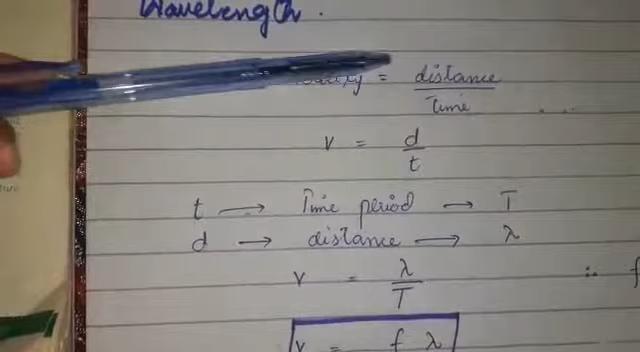 Wavelength.
= distance / Time
v = d / t
t → Time period → T
d → distance → λ
v = λ / T ∴ f
v = f λ